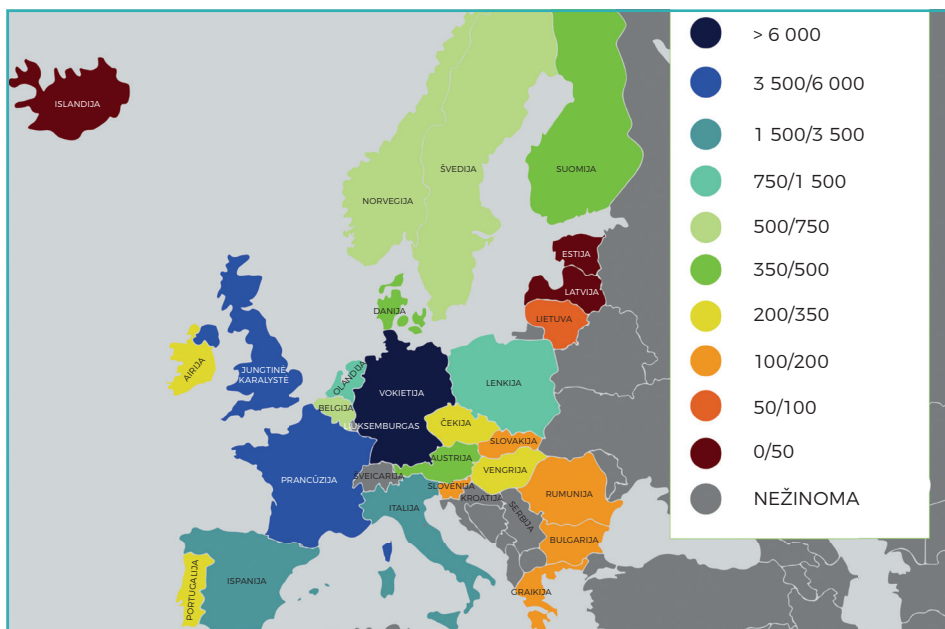 > 6 000
3 500/6 000
1 500/3 500
750/1 500
500/750
350/500
200/350
100/200
50/100
0/50
NEŽINOMA
ISLANDIJA
ŠVEDIJA
SUOMIJA
NORVEGIJA
ESTIJA
LATVIJA
LIETUVA
DANIJA
AIRIJA
JUNGTINĖ
KARALYSTĖ
OLANDIJA
BELGIJA
VOKIETIJA
LENKIJA
LIUKSEMBURGAS
ČEKIJA
SLOVAKIJA
PRANCŪZIJA
ŠVEICARIJA
AUSTRIJA
VENGRIJA
SLOVENIJA
KROATIJA
RUMUNIJA
ITALIJA
SERBIJA
BULGARIJA
PORTUGALIJA
ISPANIJA
GRAIKIJA